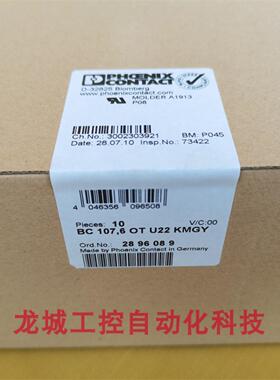 PHOENIX
CONTACT
D-32825 Blomberg
www.phoenixcontact.com
MOLDER A1913
P08
Ch.No.: 3002303921
BM: P045
Date: 28.07.10 Insp.No.: 73422
4 046356 098508
Pieces: 10
V/C:00
BC 107,6 OT U22 KMGY
Ord.No.: 28 96 08 9
Made by Phoenix Contact in Germany
龙城工控自动化科技